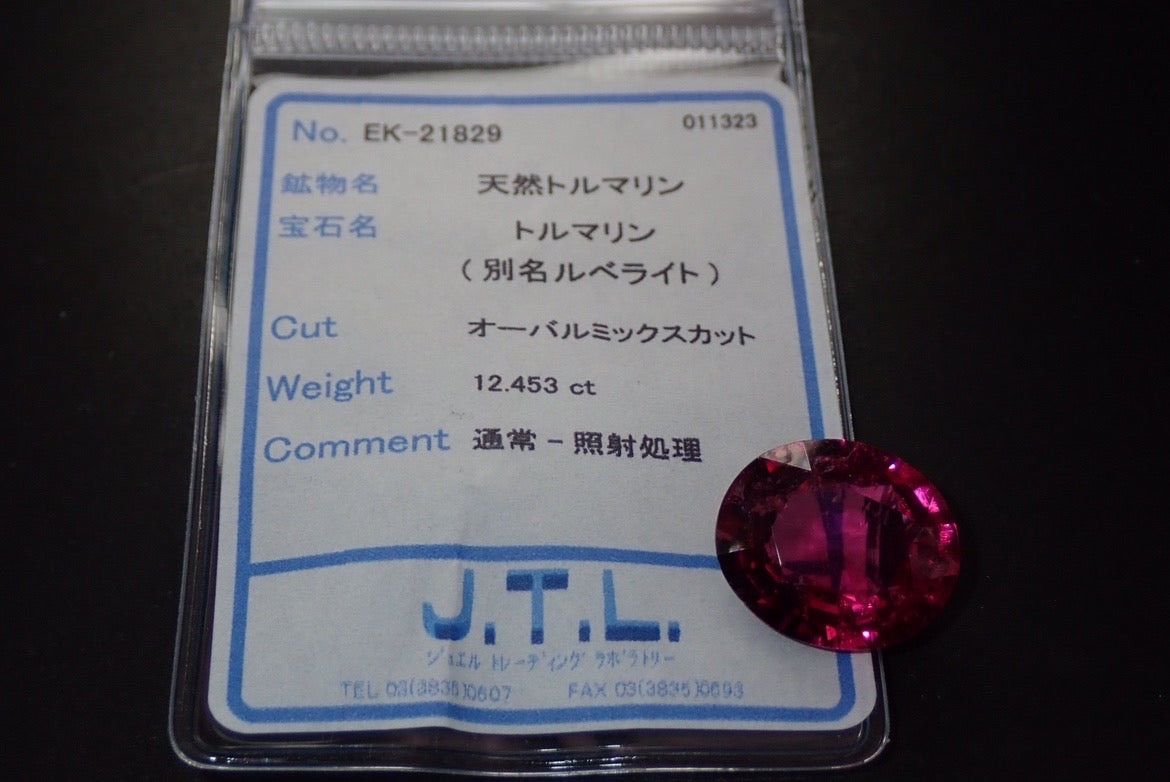 No. EK-21829 011323
鉱物名 天然トルマリン
宝石名 トルマリン
(別名ルベライト)
Cut オーバルミックスカット
Weight 12.453 ct
Comment 通常-照射処理
J.T.L.
ジュエル トレーディング ラボラトリー
TEL 03(3835)0607 FAX 03(3835)0693